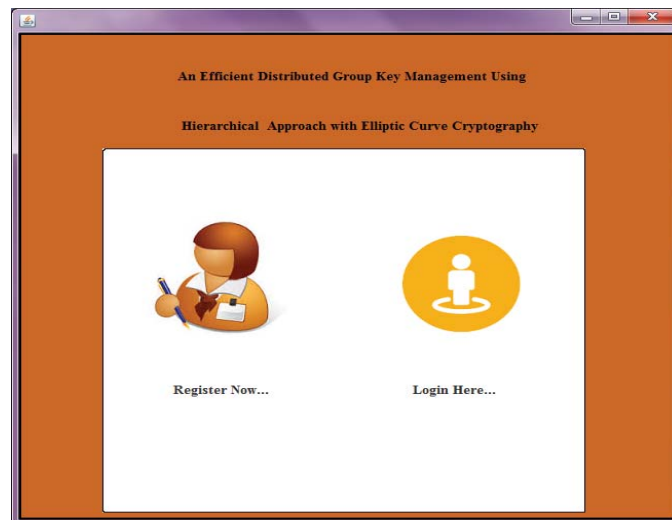 An Efficient Distributed Group Key Management Using
Hierarchical Approach with Elliptic Curve Cryptography
Register Now...
Login Here...